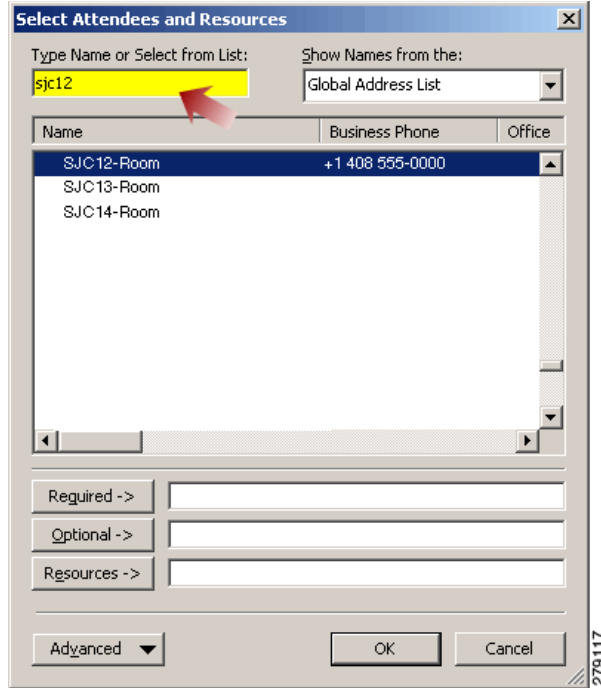 Select Attendees and Resources
Type Name or Select from List: Show Names from the:
sjc12 Global Address List
Name Business Phone Office
SJC12-Room +1 408 555-0000
SJC13-Room
SJC14-Room
Required ->
Optional ->
Resources ->
Advanced OK Cancel
279117